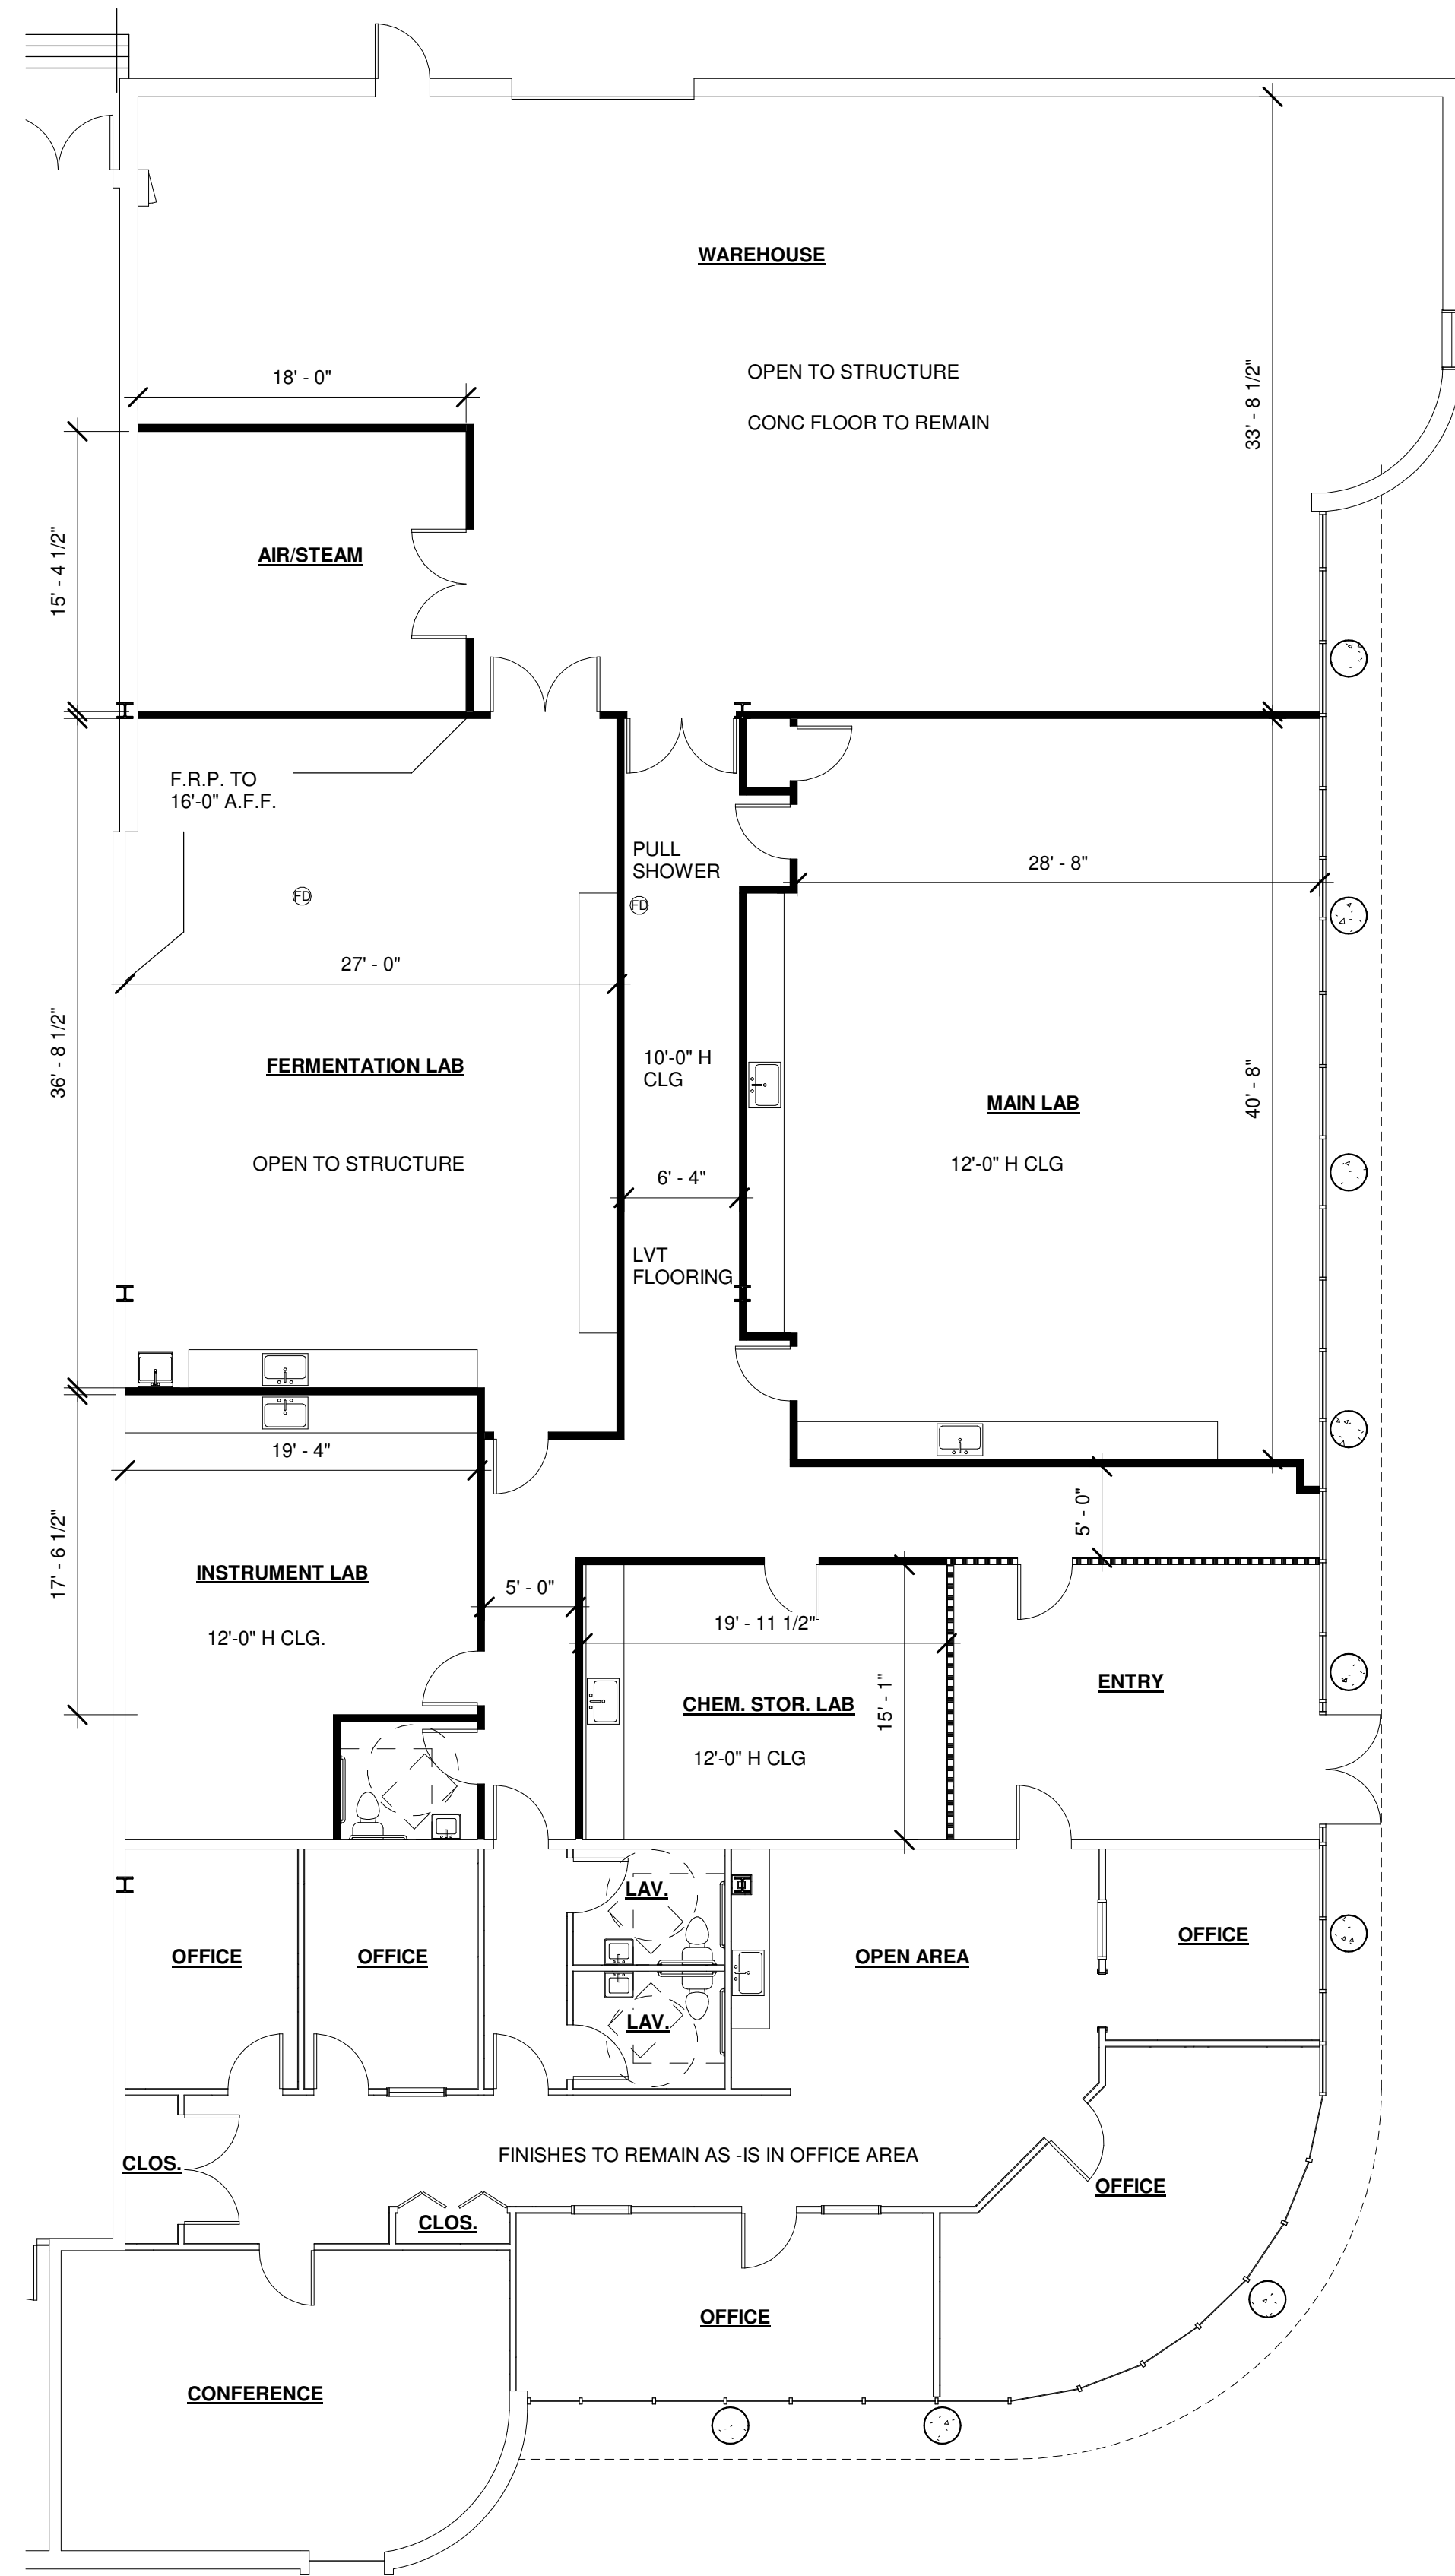 WAREHOUSE
OPEN TO STRUCTURE
CONC FLOOR TO REMAIN
18' - 0"
33' - 8 1/2"
15' - 4 1/2"
AIR/STEAM
F.R.P. TO
16'-0" A.F.F.
PULL
SHOWER
FD
FD
28' - 8"
27' - 0"
36' - 8 1/2"
FERMENTATION LAB
OPEN TO STRUCTURE
10'-0" H
CLG
MAIN LAB
12'-0" H CLG
40' - 8"
6' - 4"
LVT
FLOORING
19' - 4"
5' - 0"
17' - 6 1/2"
INSTRUMENT LAB
12'-0" H CLG.
5' - 0"
19' - 11 1/2"
CHEM. STOR. LAB
12'-0" H CLG
15' - 1"
ENTRY
LAV.
OFFICE
OFFICE
OPEN AREA
OFFICE
LAV.
CLOS.
FINISHES TO REMAIN AS -IS IN OFFICE AREA
OFFICE
CLOS.
OFFICE
CONFERENCE